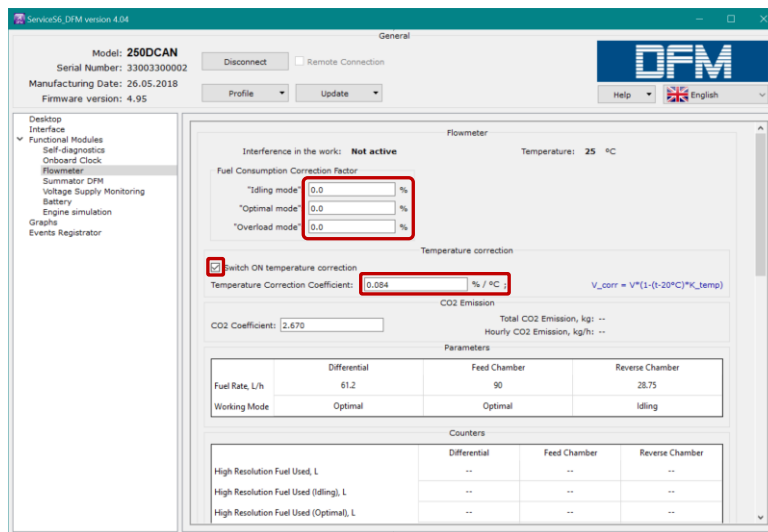 ServiceS6_DFM version 4.04
General
Model: 250DCAN
Serial Number: 33003300002
Manufacturing Date: 26.05.2018
Firmware version: 4.95
Disconnect
Remote Connection
Profile
Update
DFM
Help
English
Desktop
Interface
Functional Modules
Self-diagnostics
Onboard Clock
Flowmeter
Summator DFM
Voltage Supply Monitoring
Battery
Engine simulation
Graphs
Events Registrator
Flowmeter
Interference in the work: Not active Temperature: 25 ºC
Fuel Consumption Correction Factor
"Idling mode" 0.0 %
"Optimal mode" 0.0 %
"Overload mode" 0.0 %
Temperature correction
Switch ON temperature correction
Temperature Correction Coefficient: 0.084 % / ºC ; V_corr = V*(1-(t-20ºC)*K_temp)
CO2 Emission
CO2 Coefficient: 2.670
Total CO2 Emission, kg: --
Hourly CO2 Emission, kg/h: --
Parameters
Differential Feed Chamber Reverse Chamber
Fuel Rate, L/h 61.2 90 28.75
Working Mode Optimal Optimal Idling
Counters
Differential Feed Chamber Reverse Chamber
High Resolution Fuel Used, L -- -- --
High Resolution Fuel Used (Idling), L -- -- --
High Resolution Fuel Used (Optimal), L -- -- --